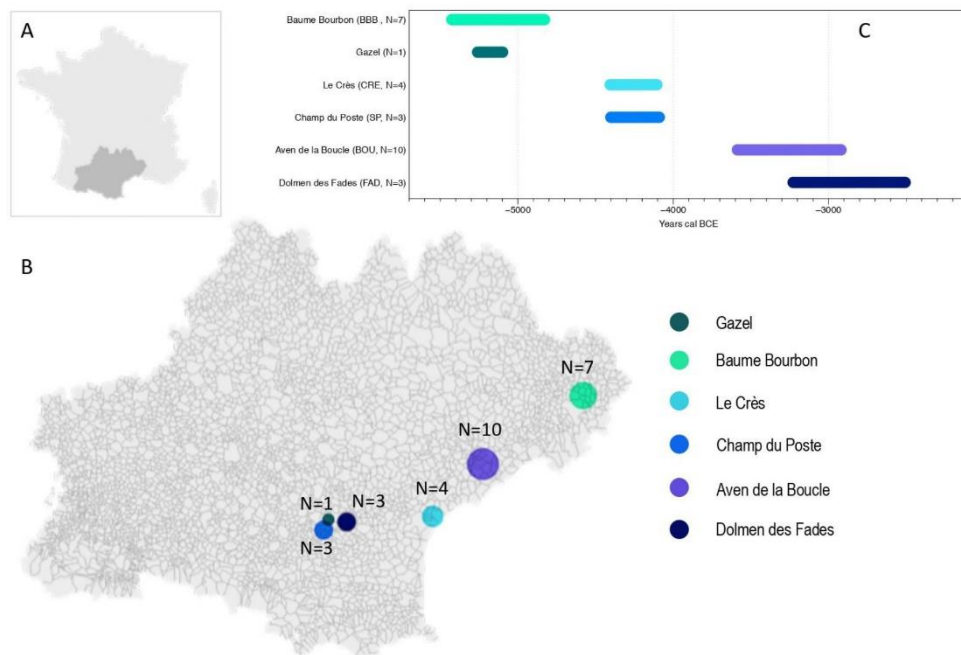 A
C
Baume Bourbon (BBB , N=7)
Gazel (N=1)
Le Crès (CRE, N=4)
Champ du Poste (SP, N=3)
Aven de la Boucle (BOU, N=10)
Dolmen des Fades (FAD, N=3)
−5000
−4000
−3000
Years cal BCE
B
N=7
N=10
N=4
N=1
N=3
N=3
Gazel
Baume Bourbon
Le Crès
Champ du Poste
Aven de la Boucle
Dolmen des Fades